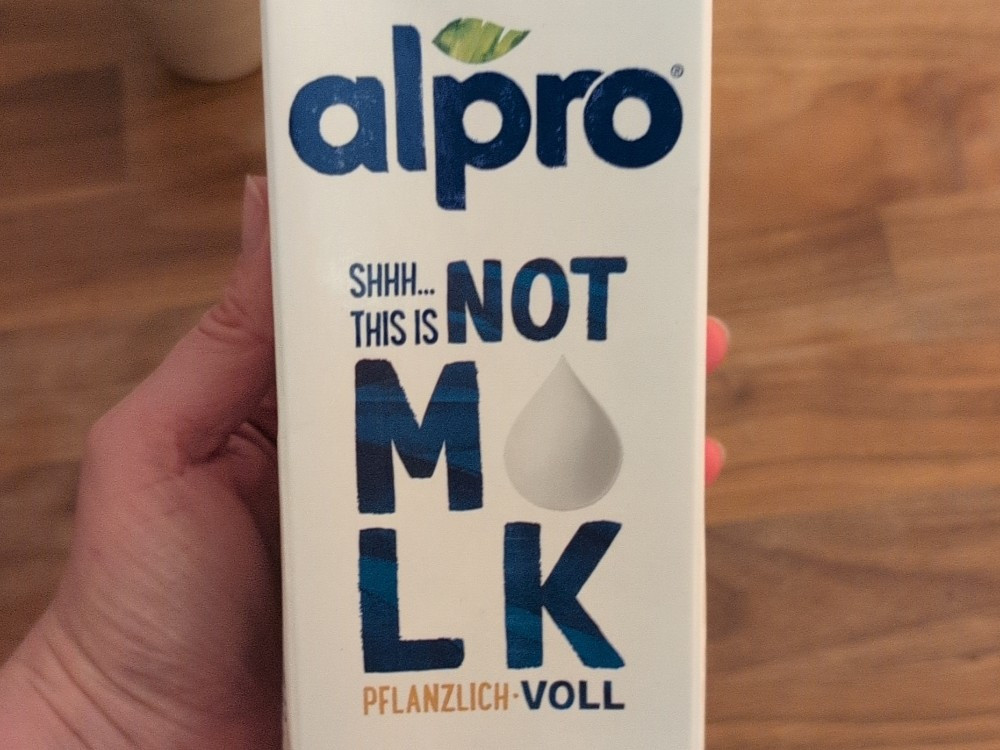 alpro®
SHHH... THIS IS NOT
M LK
PFLANZLICH·VOLL